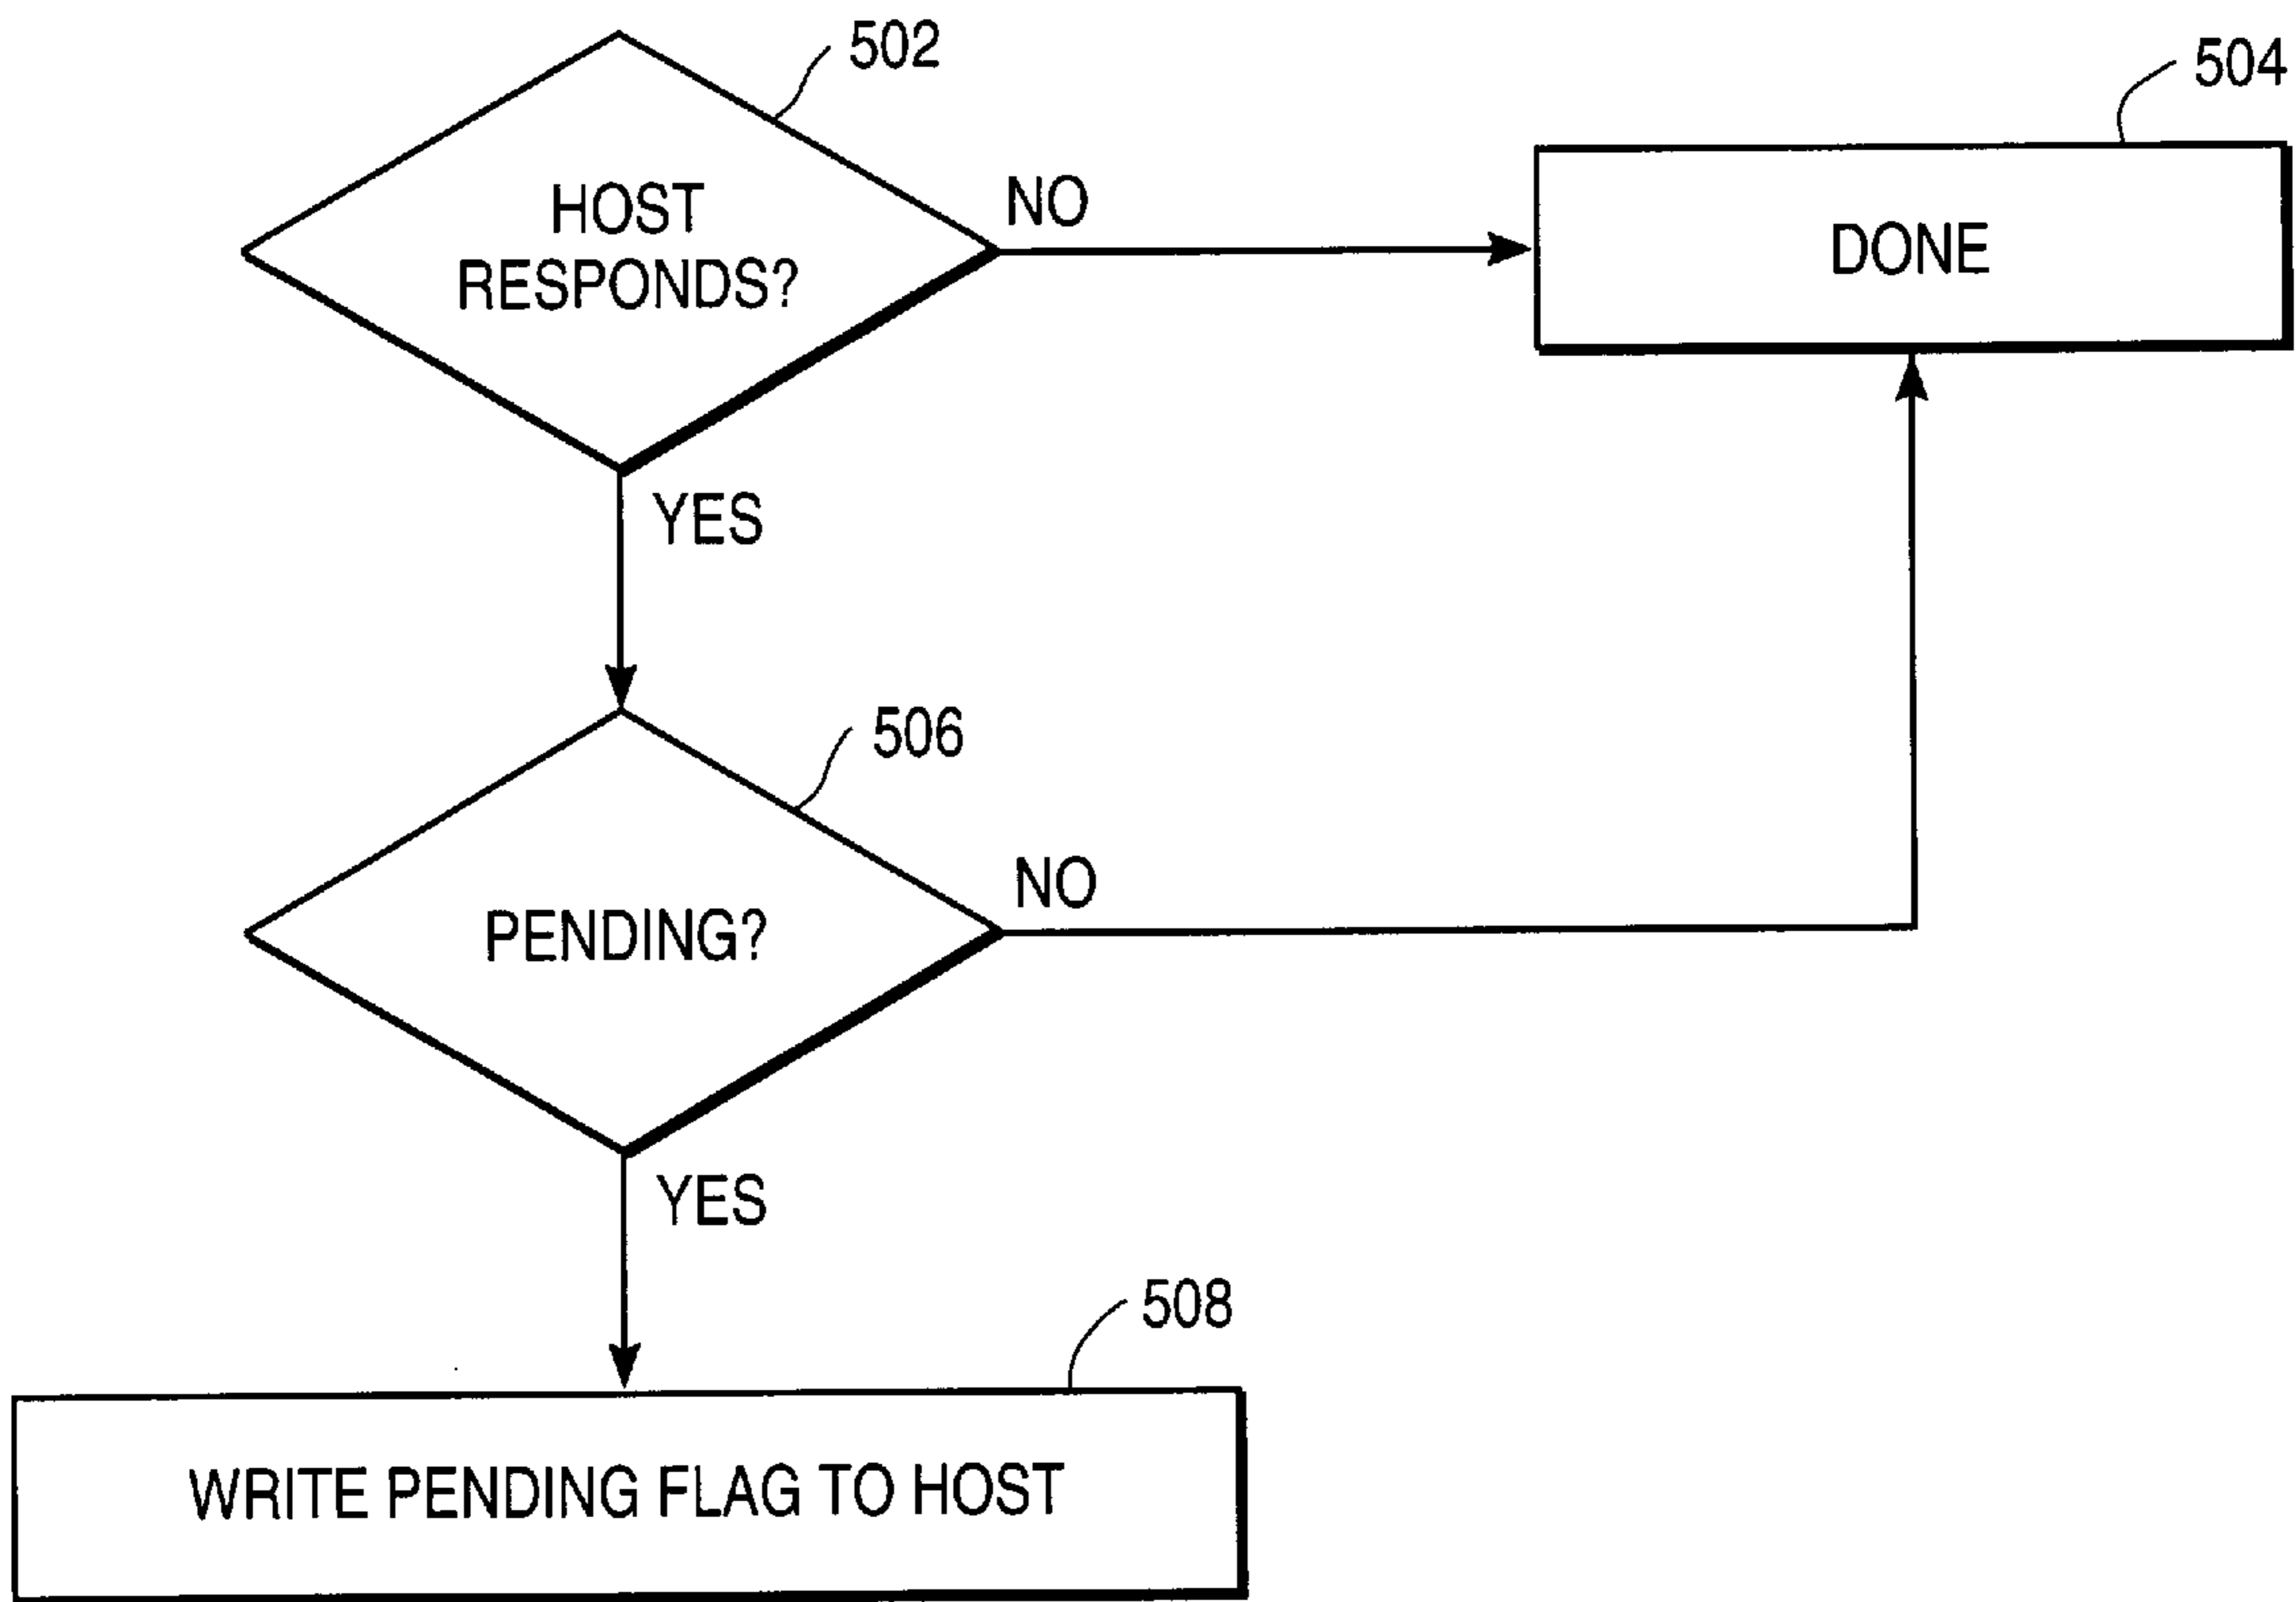 502
504
HOST
RESPONDS?
NO
DONE
YES
506
PENDING?
NO
YES
508
WRITE PENDING FLAG TO HOST